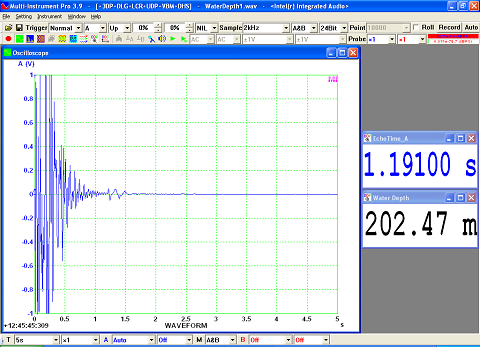 Multi-Instrument Pro 3.9 - [+3DP-DLG-LCR-UDP-VBM-DHS] - WaterDepth1.wav - <Intel(r) Integrated Audio>
Setting Instrument Window Help
Trigger Normal A Up 0% 0% NIL Sample 2kHz A&B 24Bit Point 10000 Roll Record Auto
AC AC ±1V ±1V Probe ×1 ×1
Oscilloscope
A (V)
1
0.8
0.6
0.4
0.2
0
-0.2
-0.4
-0.6
-0.8
-1
0 0.5 1 1.5 2 2.5 3 3.5 4 4.5 5
+12:45:45:309 WAVEFORM s
EchoTime_A
1.19100 s
Water Depth
202.47 m
T 5s ×1 A Auto Off M A&B B Off Off